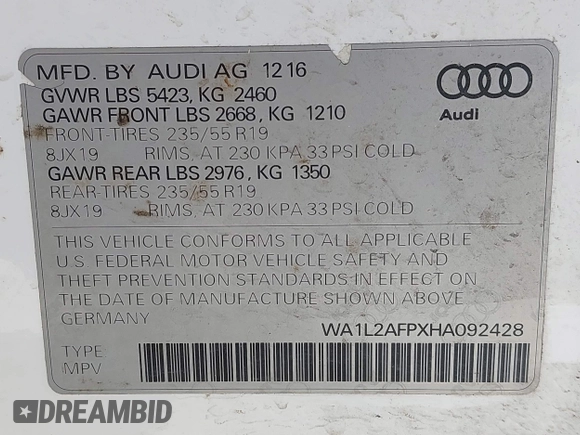 MFD. BY AUDI AG 12 16
GVWR LBS 5423, KG 2460
GAWR FRONT LBS 2668, KG 1210
FRONT-TIRES 235/55 R19
8JX19 RIMS, AT 230 KPA 33 PSI COLD
GAWR REAR LBS 2976, KG 1350
REAR-TIRES 235/55 R19
8JX19 RIMS, AT 230 KPA 33 PSI COLD
Audi
THIS VEHICLE CONFORMS TO ALL APPLICABLE
U.S. FEDERAL MOTOR VEHICLE SAFETY AND
THEFT PREVENTION STANDARDS IN EFFECT ON
THE DATE OF MANUFACTURE SHOWN ABOVE
GERMANY
WA1L2AFPXHA092428
TYPE
MPV
DREAMBID